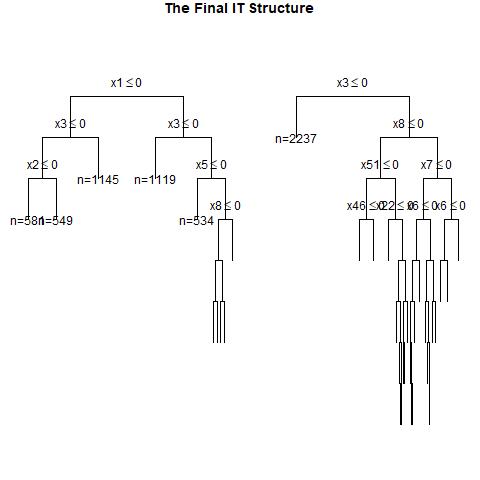 The Final IT Structure
x1 ≤ 0
x3 ≤ 0
x3 ≤ 0
x3 ≤ 0
x8 ≤ 0
n=2237
x2 ≤ 0
n=1145
n=1119
x5 ≤ 0
x51 ≤ 0
x7 ≤ 0
n=581
n=549
n=534
x8 ≤ 0
x46 ≤ 0
x22 ≤ 0
x6 ≤ 0
x6 ≤ 0